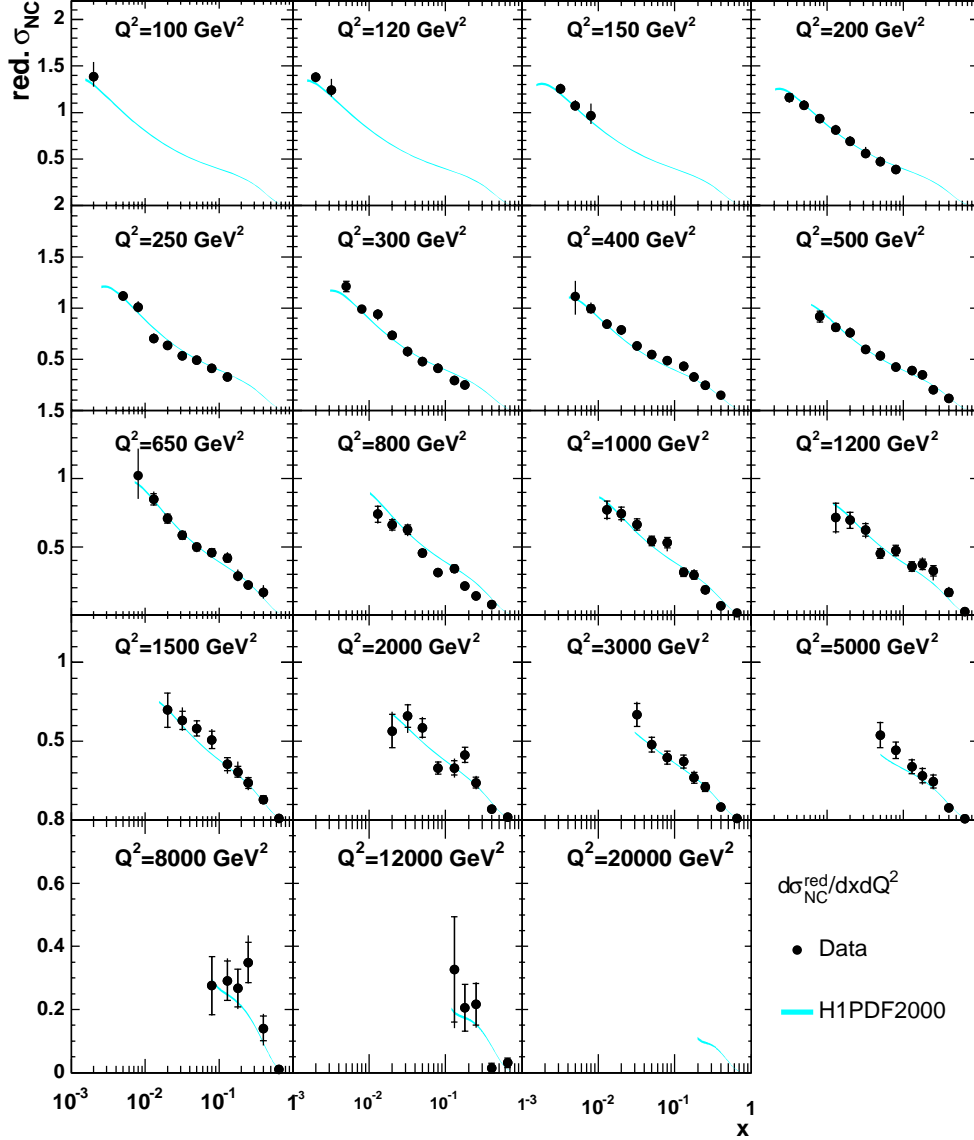 red. σNC
2
1.5
1
0.5
Q²=100 GeV²
Q²=120 GeV²
Q²=150 GeV²
Q²=200 GeV²
2
1.5
1
0.5
Q²=250 GeV²
Q²=300 GeV²
Q²=400 GeV²
Q²=500 GeV²
1.5
1
0.5
Q²=650 GeV²
Q²=800 GeV²
Q²=1000 GeV²
Q²=1200 GeV²
1
0.5
Q²=1500 GeV²
Q²=2000 GeV²
Q²=3000 GeV²
Q²=5000 GeV²
0.8
0.6
0.4
0.2
0
Q²=8000 GeV²
Q²=12000 GeV²
Q²=20000 GeV²
dσNCred/dxdQ²
Data
H1PDF2000
10-3 10-2 10-1 1-3 10-2 10-1 1-3 10-2 10-1 1
x